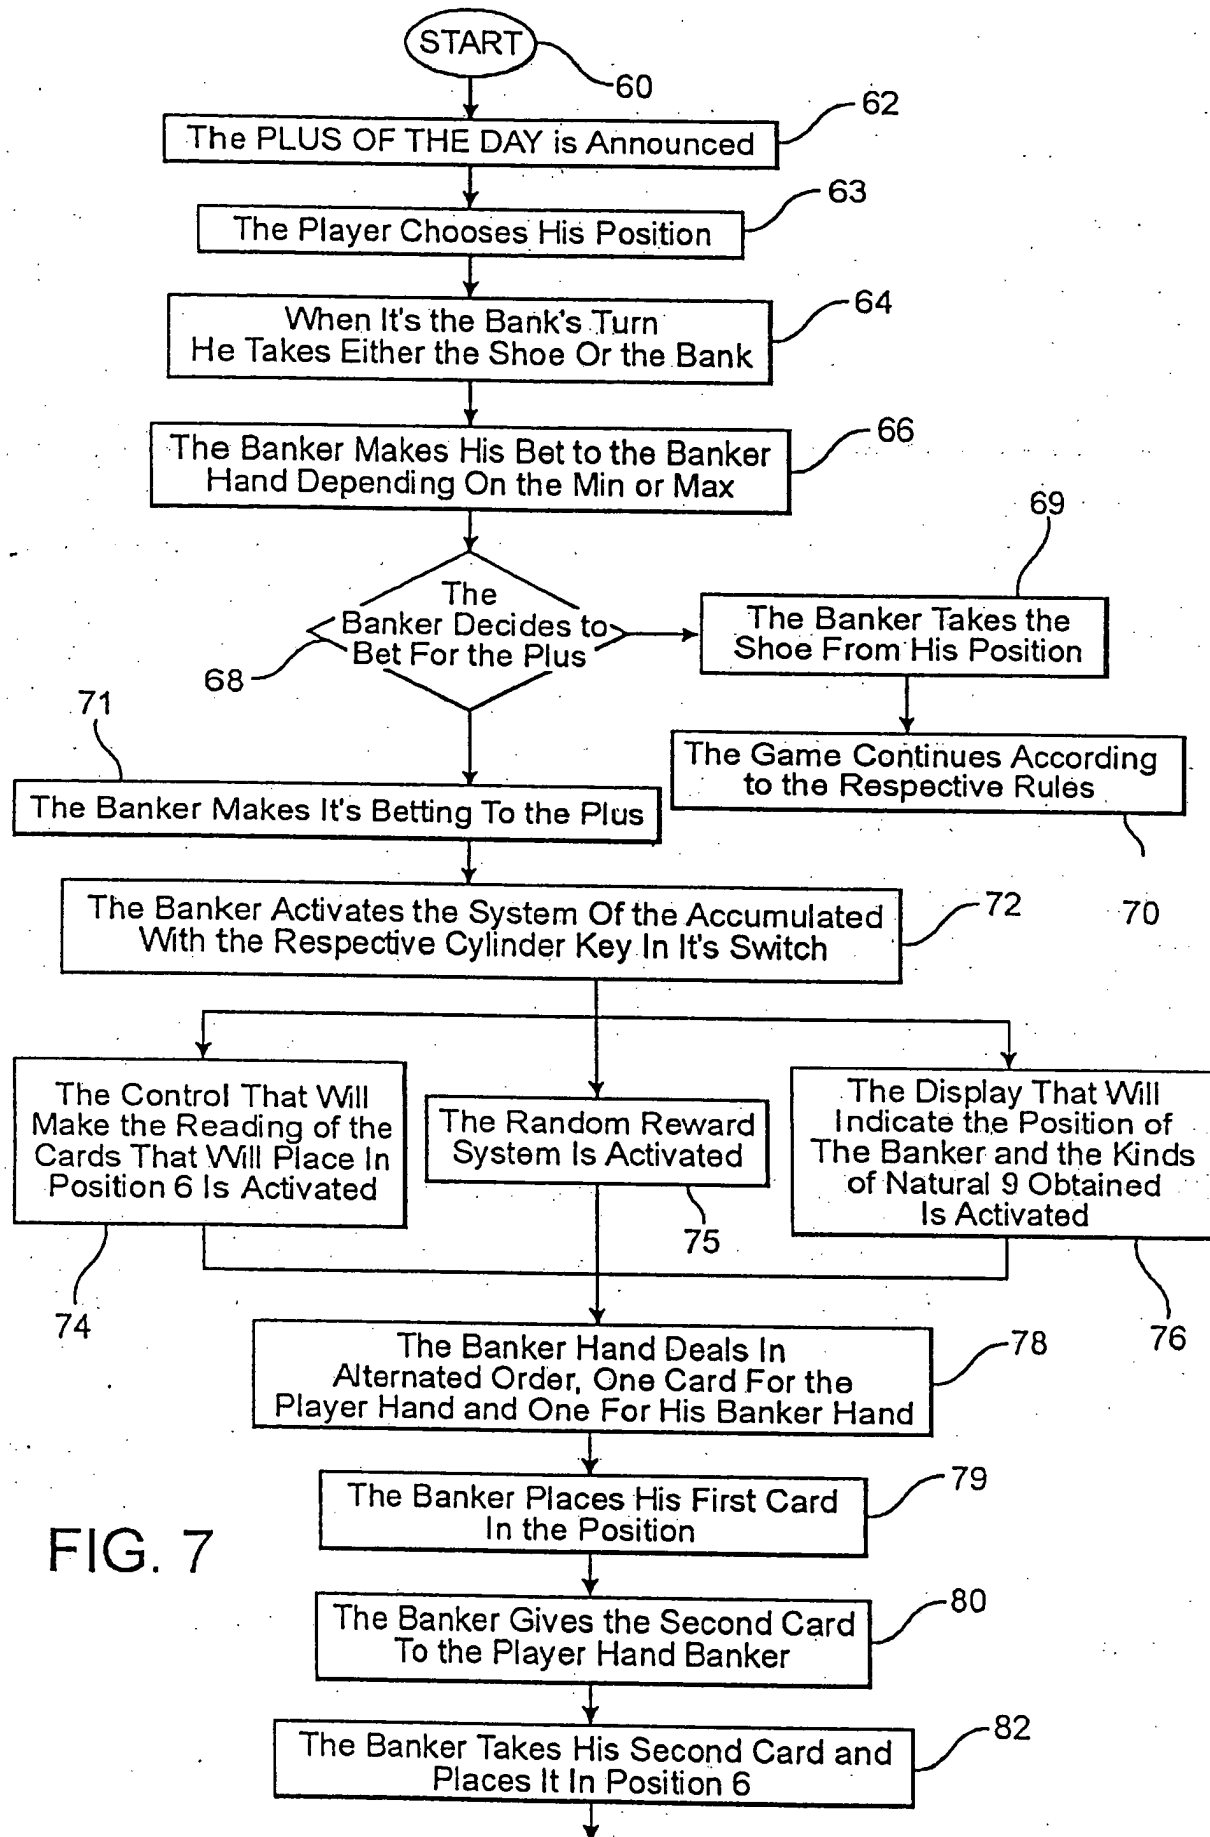 START
60
The PLUS OF THE DAY is Announced
62
The Player Chooses His Position
63
When It's the Bank's Turn
He Takes Either the Shoe Or the Bank
64
The Banker Makes His Bet to the Banker
Hand Depending On the Min or Max
66
The
Banker Decides to
Bet For the Plus
68
69
The Banker Takes the
Shoe From His Position
The Game Continues According
to the Respective Rules
70
71
The Banker Makes It's Betting To the Plus
The Banker Activates the System Of the Accumulated
With the Respective Cylinder Key In It's Switch
72
The Control That Will
Make the Reading of the
Cards That Will Place In
Position 6 Is Activated
74
The Random Reward
System Is Activated
75
The Display That Will
Indicate the Position of
The Banker and the Kinds
of Natural 9 Obtained
Is Activated
76
The Banker Hand Deals In
Alternated Order, One Card For the
Player Hand and One For His Banker Hand
78
The Banker Places His First Card
In the Position
79
FIG. 7
The Banker Gives the Second Card
To the Player Hand Banker
80
The Banker Takes His Second Card and
Places It In Position 6
82